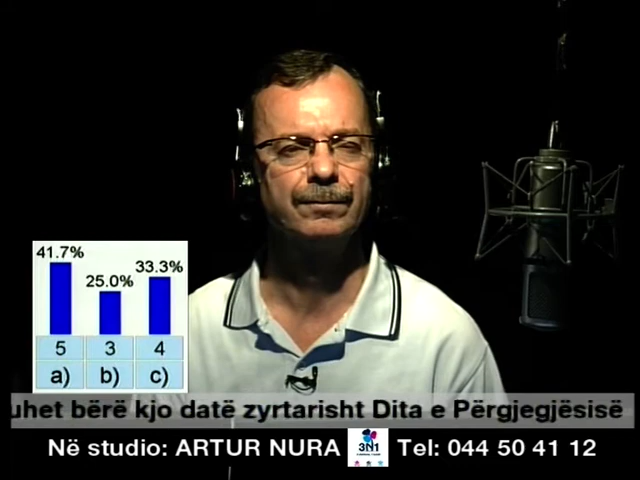 41.7%
25.0%
33.3%
5 3 4
a) b) c)
uhet bërë kjo datë zyrtarisht Dita e Përgjegjësisë
Në studio: ARTUR NURA 3N1 Tel: 044 50 41 12